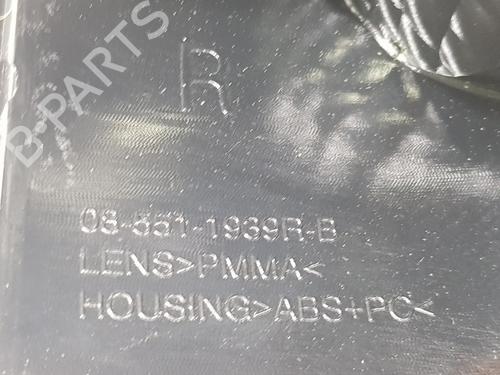 B-PARTS
R
08-551-1939R-B
LENS>PMMA<
HOUSING>ABS+PC<